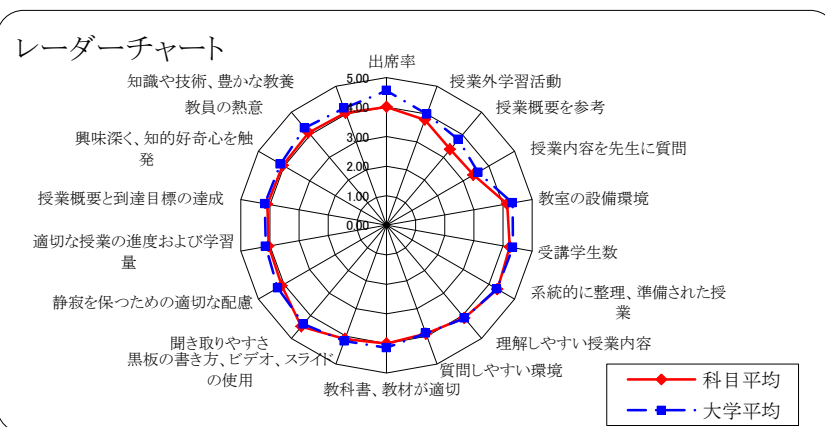 レーダーチャート
出席率
授業外学習活動
授業概要を参考
授業内容を先生に質問
教室の設備環境
受講学生数
系統的に整理、準備された授
業
理解しやすい授業内容
質問しやすい環境
教科書、教材が適切
黒板の書き方、ビデオ、スライド
の使用
聞き取りやすさ
静寂を保つための適切な配慮
適切な授業の進度および学習
量
授業概要と到達目標の達成
興味深く、知的好奇心を触
発
教員の熱意
知識や技術、豊かな教養
5.00
4.00
3.00
2.00
1.00
0.00
科目平均
大学平均